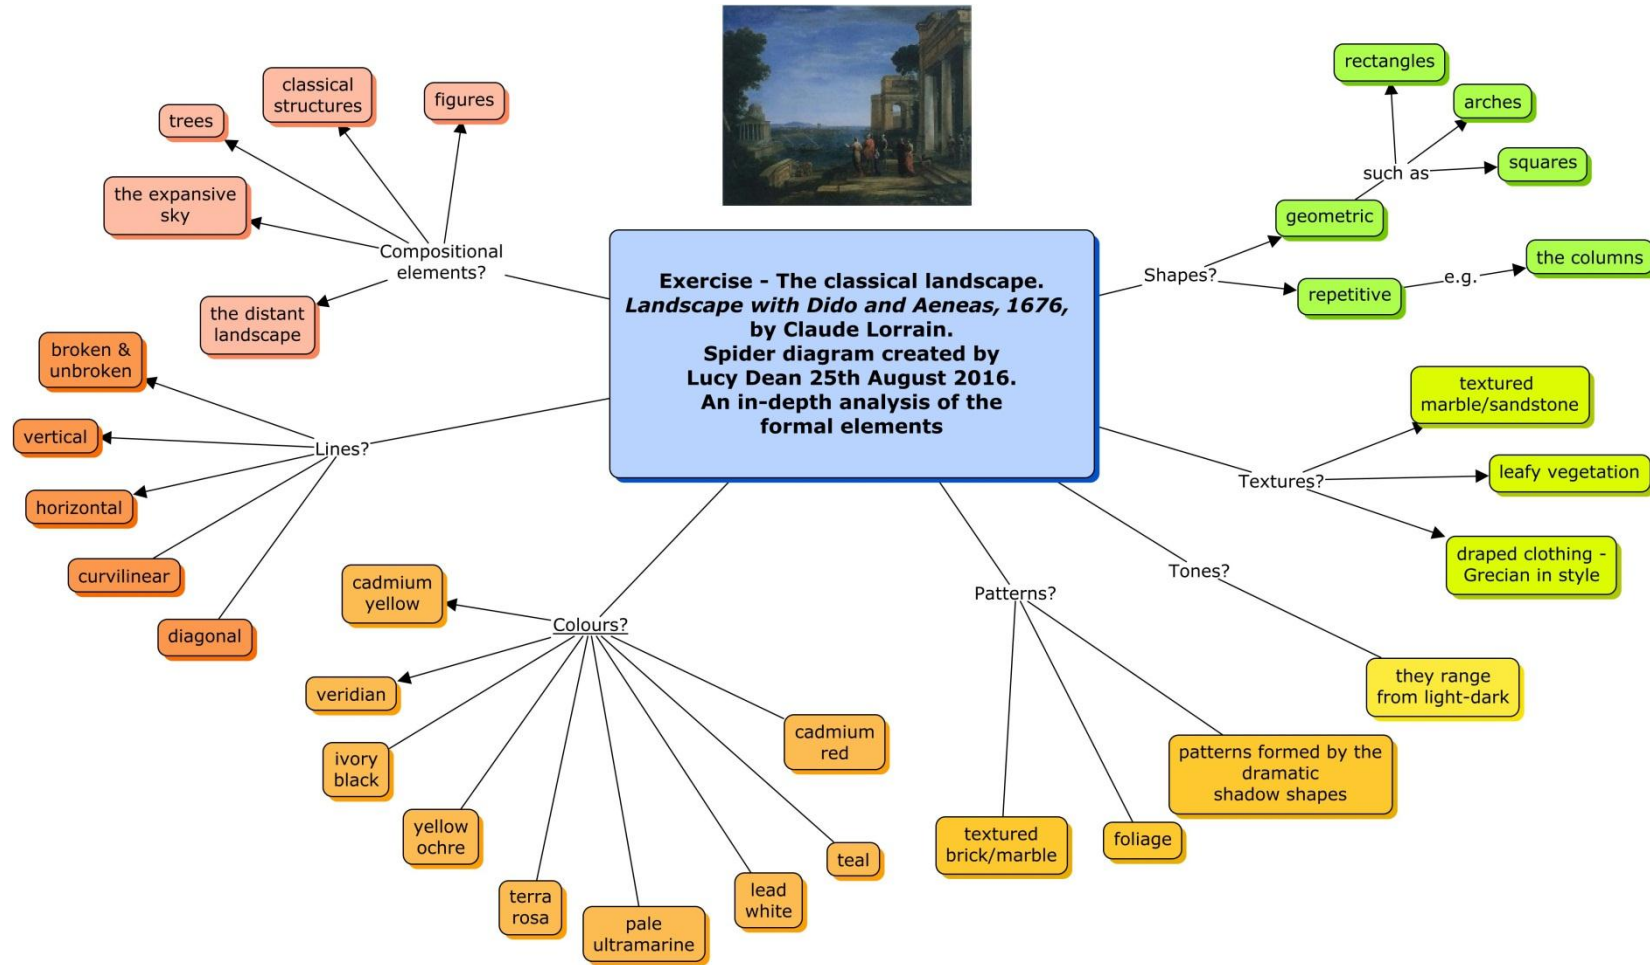 Exercise - The classical landscape.
Landscape with Dido and Aeneas, 1676,
by Claude Lorrain.
Spider diagram created by
Lucy Dean 25th August 2016.
An in-depth analysis of the
formal elements
Compositional
elements?
figures
classical
structures
trees
the expansive
sky
the distant
landscape
Lines?
broken &
unbroken
vertical
horizontal
curvilinear
diagonal
Colours?
cadmium
yellow
veridian
ivory
black
yellow
ochre
terra
rosa
pale
ultramarine
lead
white
teal
cadmium
red
Patterns?
textured
brick/marble
foliage
patterns formed by the
dramatic
shadow shapes
Tones?
they range
from light-dark
Textures?
textured
marble/sandstone
leafy vegetation
draped clothing -
Grecian in style
Shapes?
geometric
such as
rectangles
arches
squares
repetitive
e.g.
the columns